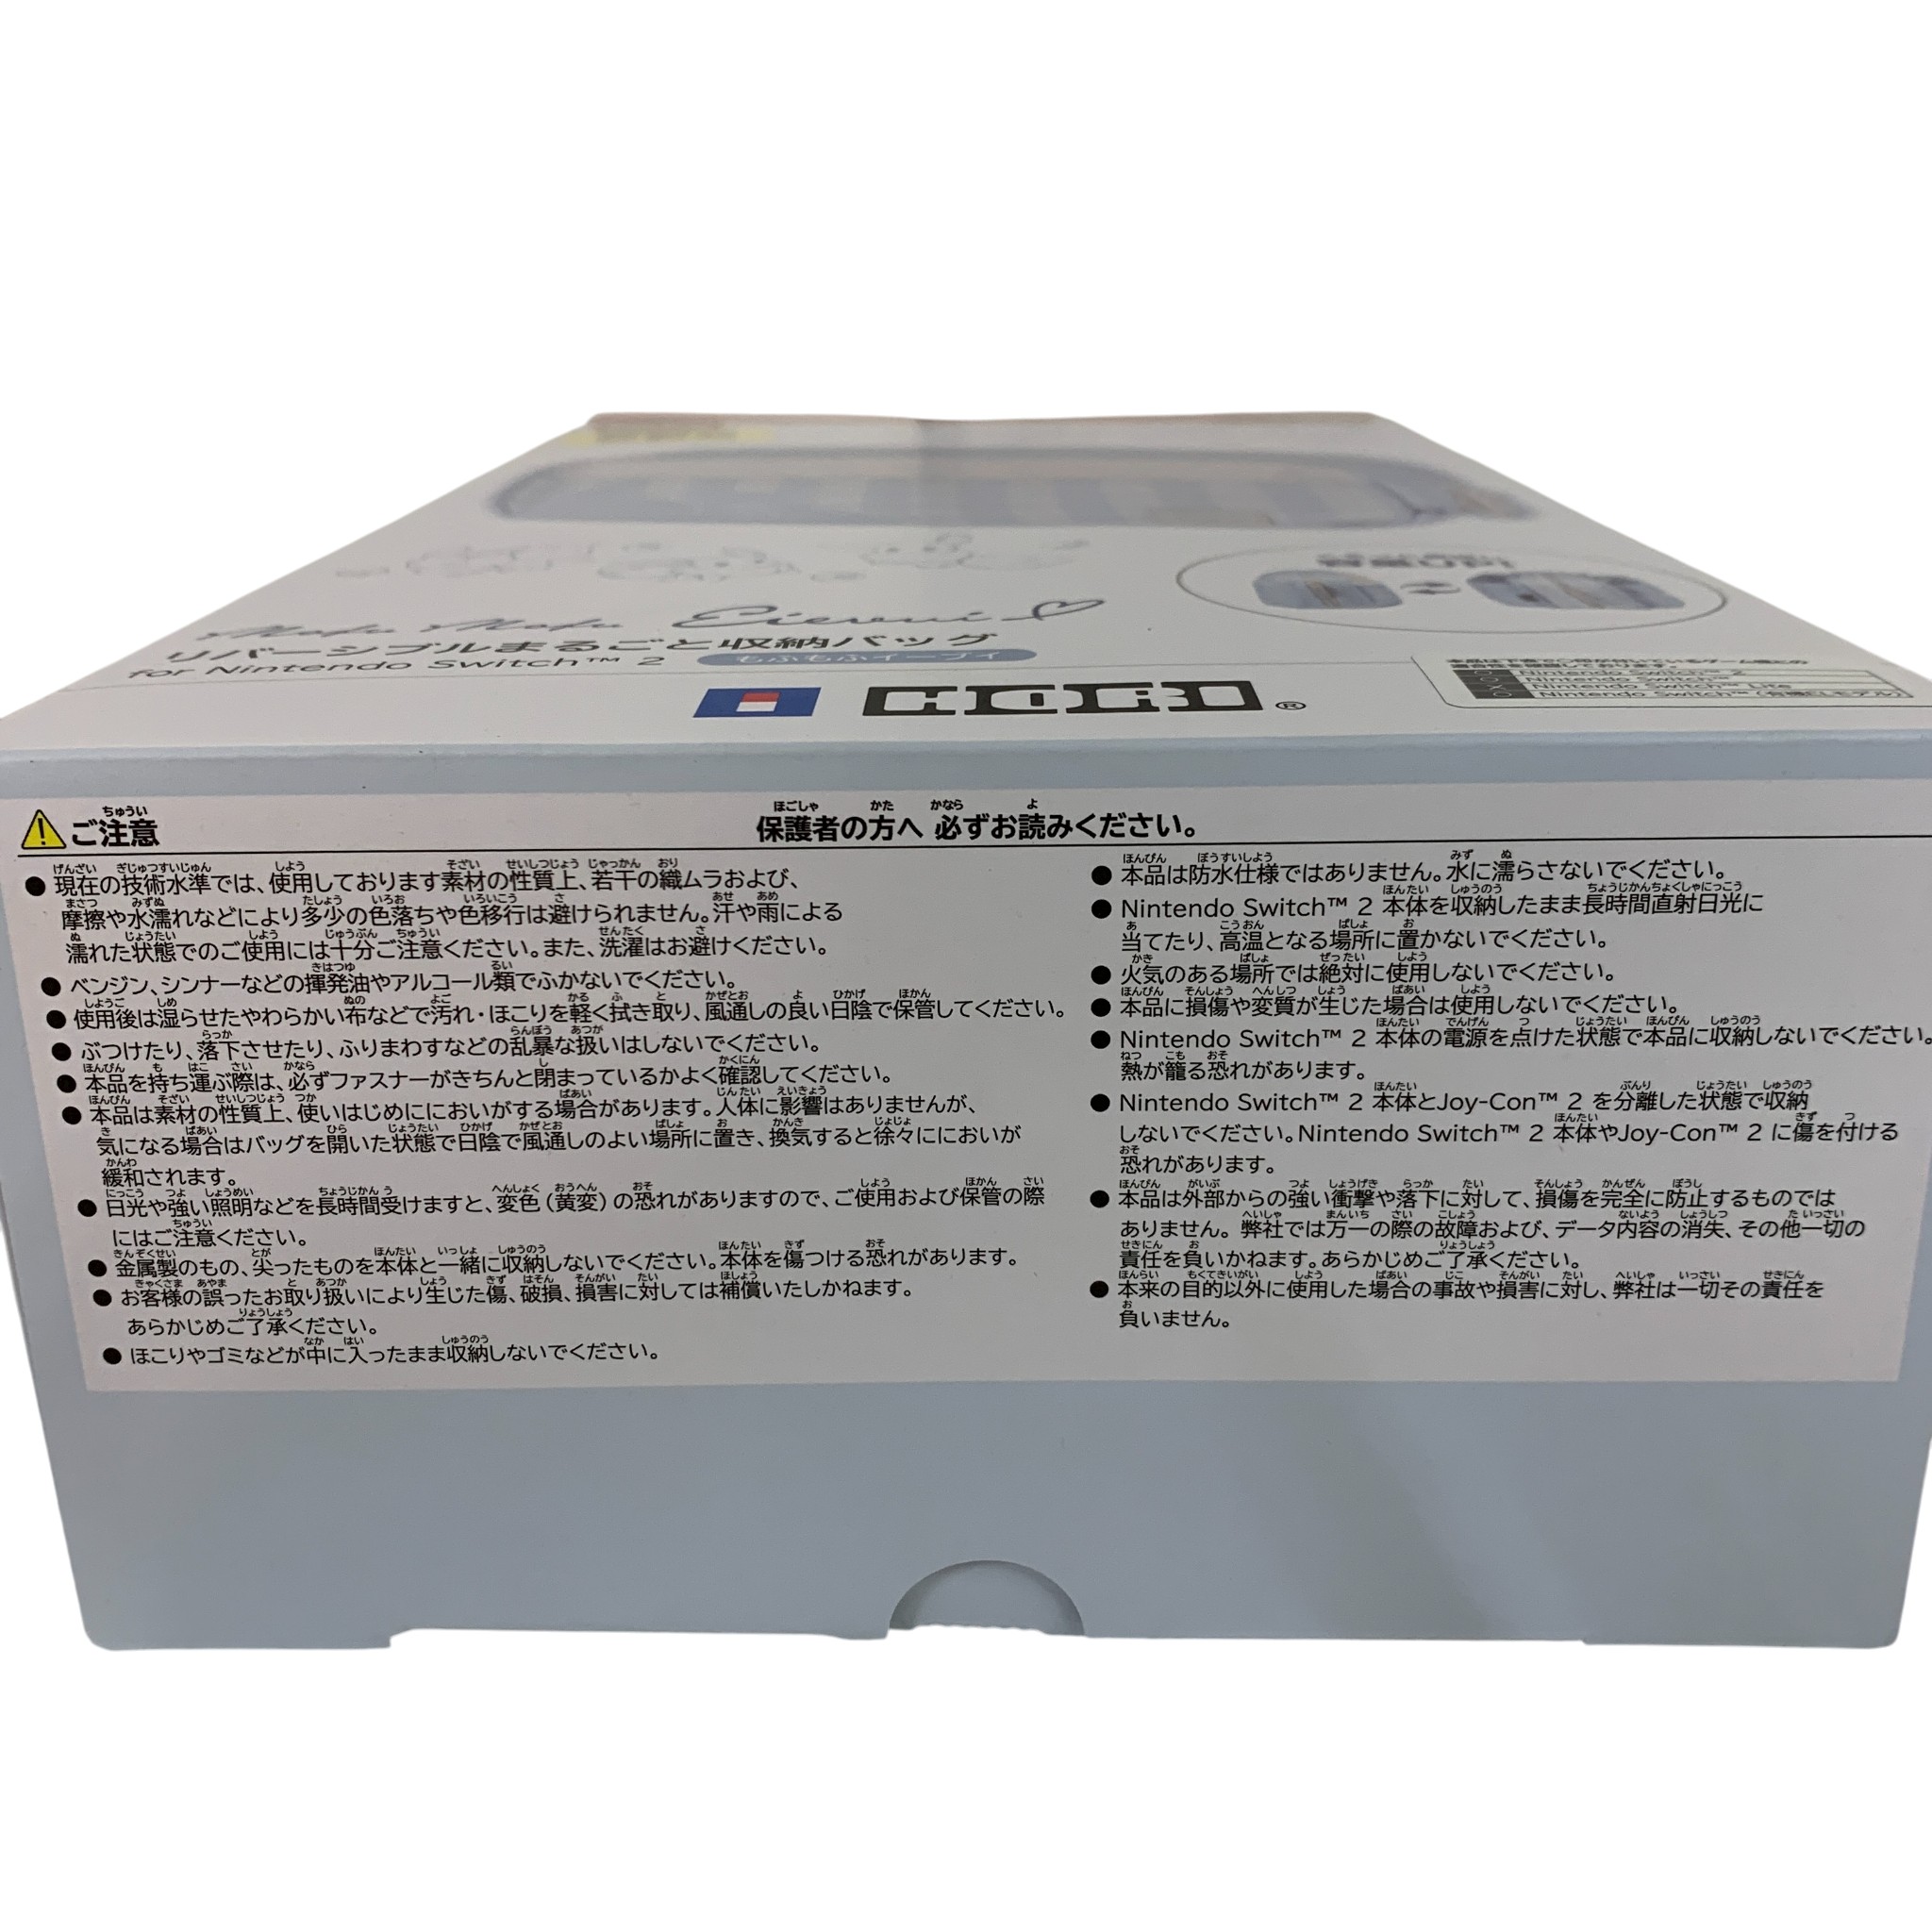 Mofu Mofu Eievui
リバーシブルまるごと収納バッグ
for Nintendo Switch™ 2 もふもふイーブイ
HORI®
Nintendo Switch™ 2
Nintendo Switch™
Nintendo Switch™ Lite
Nintendo Switch™(有機ELモデル)
ご注意
保護者の方へ 必ずお読みください。
● 現在の技術水準では、使用しております素材の性質上、若干の織ムラおよび、
摩擦や水濡れなどにより多少の色落ちや色移行は避けられません。汗や雨による
濡れた状態でのご使用には十分ご注意ください。また、洗濯はお避けください。
● ベンジン、シンナーなどの揮発油やアルコール類でふかないでください。
● 使用後は湿らせたやわらかい布などで汚れ・ほこりを軽く拭き取り、風通しの良い日陰で保管してください。
● ぶつけたり、落下させたり、ふりまわすなどの乱暴な扱いはしないでください。
● 本品を持ち運ぶ際は、必ずファスナーがきちんと閉まっているかよく確認してください。
● 本品は素材の性質上、使いはじめににおいがする場合があります。人体に影響はありませんが、
気になる場合はバッグを開いた状態で日陰で風通しのよい場所に置き、換気すると徐々ににおいが
緩和されます。
● 日光や強い照明などを長時間受けますと、変色(黄変)の恐れがありますので、ご使用および保管の際
にはご注意ください。
● 金属製のもの、尖ったものを本体と一緒に収納しないでください。本体を傷つける恐れがあります。
● お客様の誤ったお取り扱いにより生じた傷、破損、損害に対しては補償いたしかねます。
あらかじめご了承ください。
● ほこりやゴミなどが中に入ったまま収納しないでください。
● 本品は防水仕様ではありません。水に濡らさないでください。
● Nintendo Switch™ 2 本体を収納したまま長時間直射日光に
当てたり、高温となる場所に置かないでください。
● 火気のある場所では絶対に使用しないでください。
● 本品に損傷や変質が生じた場合は使用しないでください。
● Nintendo Switch™ 2 本体の電源を点けた状態で本品に収納しないでください。
熱が籠る恐れがあります。
● Nintendo Switch™ 2 本体とJoy-Con™ 2 を分離した状態で収納
しないでください。Nintendo Switch™ 2 本体やJoy-Con™ 2 に傷を付ける
恐れがあります。
● 本品は外部からの強い衝撃や落下に対して、損傷を完全に防止するものでは
ありません。弊社では万一の際の故障および、データ内容の消失、その他一切の
責任を負いかねます。あらかじめご了承ください。
● 本来の目的以外に使用した場合の事故や損害に対し、弊社は一切その責任を
負いません。